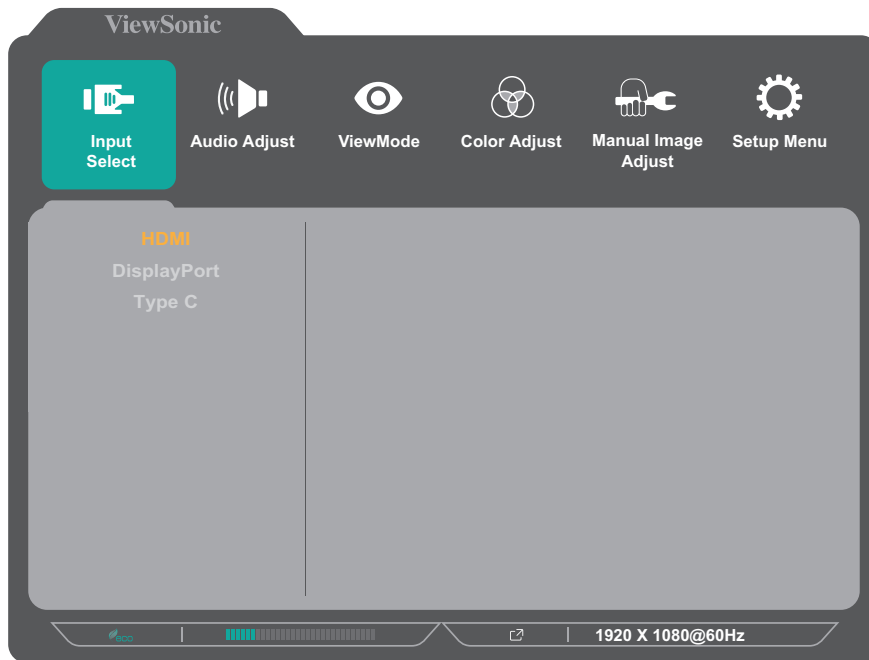 ViewSonic
Input
Select
Audio Adjust
ViewMode
Color Adjust
Manual Image
Adjust
Setup Menu
HDMI
DisplayPort
Type C
eco
1920 X 1080@60Hz